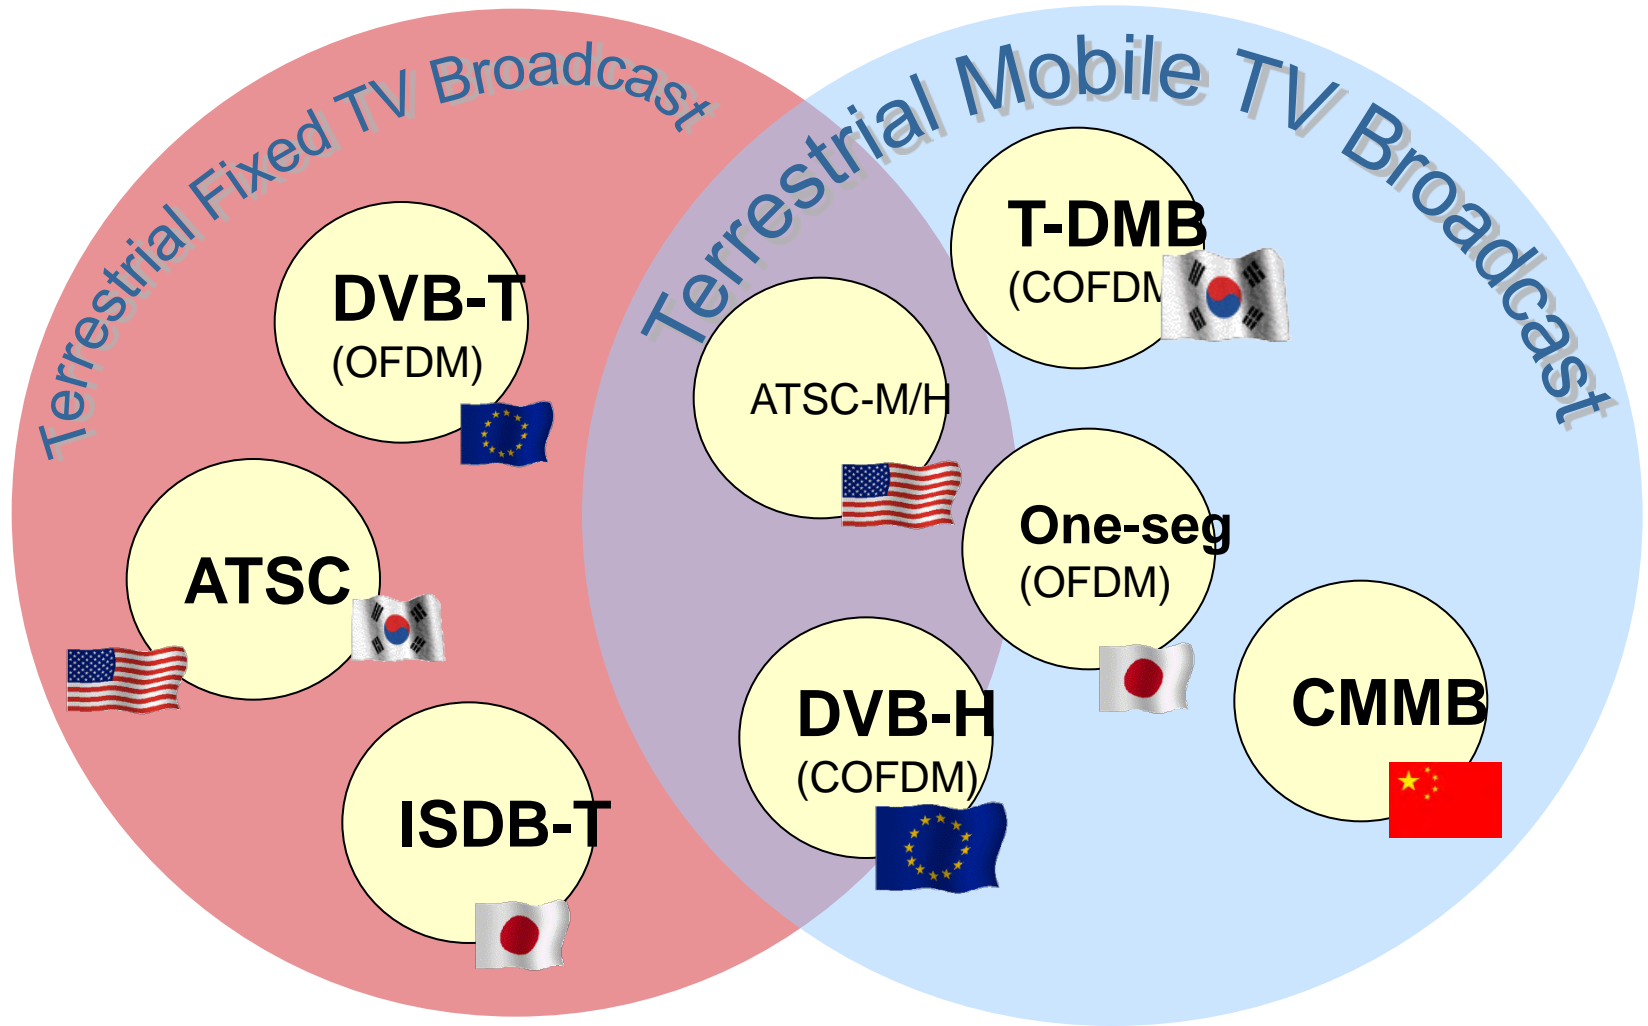 Terrestrial Fixed TV Broadcast
Terrestrial Mobile TV Broadcast
DVB-T
(OFDM)
ATSC
ISDB-T
ATSC-M/H
DVB-H
(COFDM)
T-DMB
(COFDM
One-seg
(OFDM)
CMMB